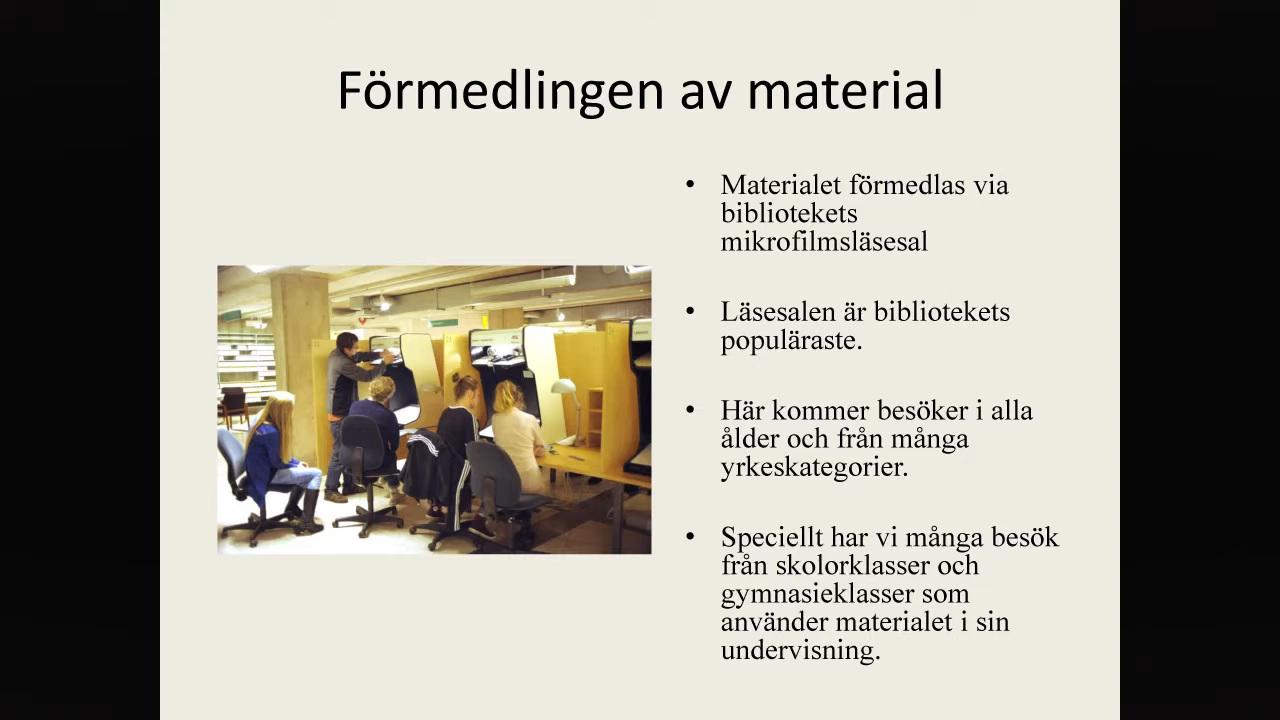 Förmedlingen av material
• Materialet förmedlas via
bibliotekets
mikrofilmsläsesal
• Läsesalen är bibliotekets
populäraste.
• Här kommer besöker i alla
ålder och från många
yrkeskategorier.
• Speciellt har vi många besök
från skolorklasser och
gymnasieklasser som
använder materialet i sin
undervisning.